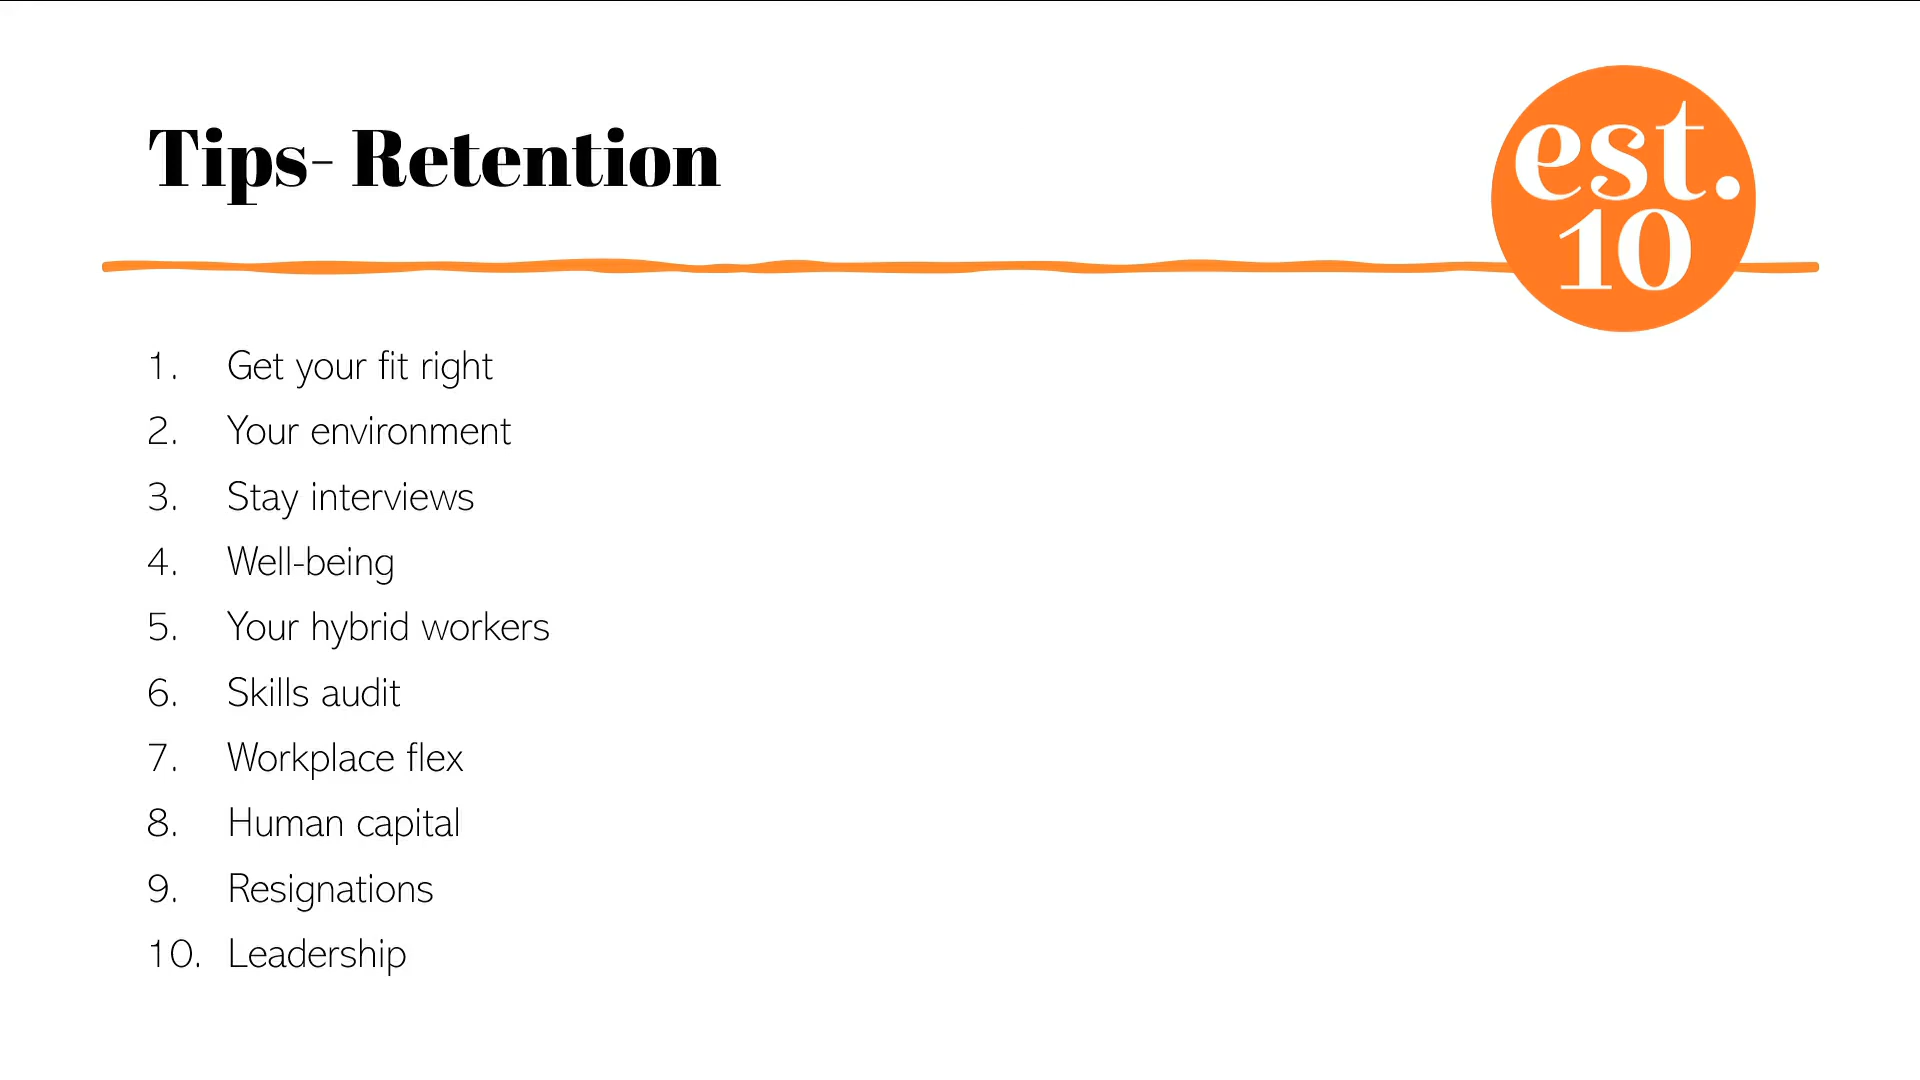 Tips- Retention
est.
10
1. Get your fit right
2. Your environment
3. Stay interviews
4. Well-being
5. Your hybrid workers
6. Skills audit
7. Workplace flex
8. Human capital
9. Resignations
10. Leadership